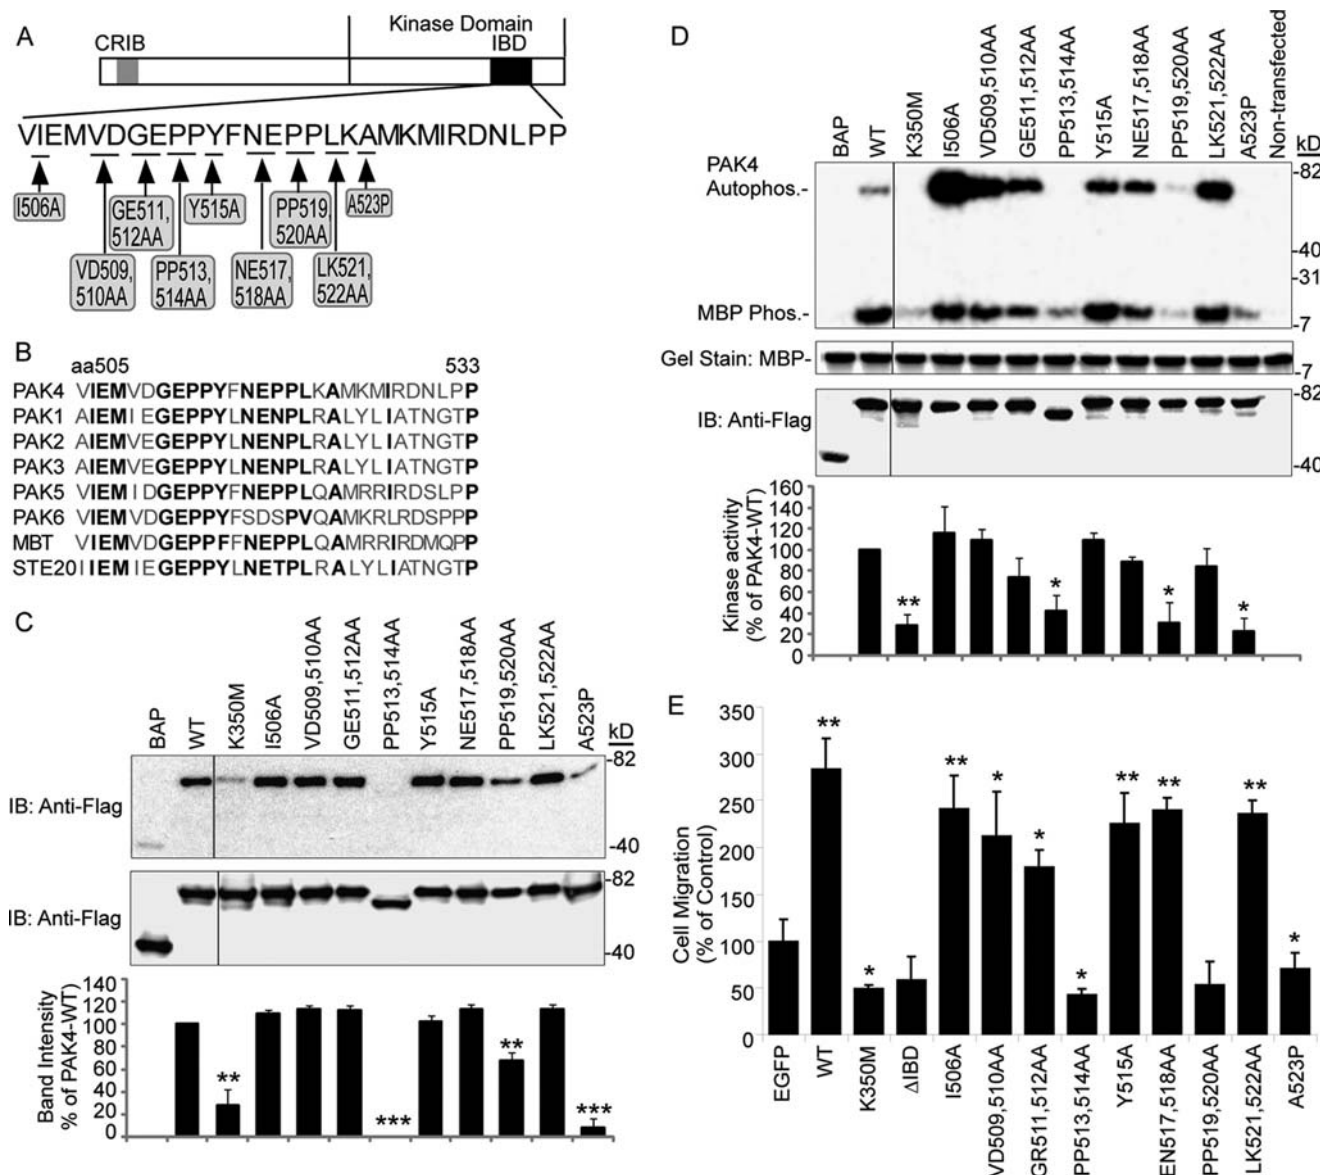 A
Kinase Domain
CRIB
IBD
VIEMVDGEPPYFNEPPLKAMKMIRDNLPP
I506A
GE511,
512AA
Y515A
PP519,
520AA
A523P
VD509,
510AA
PP513,
514AA
NE517,
518AA
LK521,
522AA
B
aa505 533
PAK4 VIEMVDGEPPYFNEPPLKAMKMIRDNLPP
PAK1 AIEMIEGEPPYLNENPLRALYLIATNGTP
PAK2 AIEMVEGEPPYLNENPLRALYLIATNGTP
PAK3 AIEMVEGEPPYLNENPLRALYLIATNGTP
PAK5 VIEMIDGEPPYFNEPPLQAMRRIRDSLPP
PAK6 VIEMVDGEPPYFSDSPVQAMKRLRDSPPP
MBT VIEMVDGEPPFFNEPPLQAMRRIRDMQPP
STE20 IIEMIEGEPPYLNETPLRALYLIATNGTP
C
BAP
WT
K350M
I506A
VD509,510AA
GE511,512AA
PP513,514AA
Y515A
NE517,518AA
PP519,520AA
LK521,522AA
A523P
kD
-82
IB: Anti-Flag
-40
-82
IB: Anti-Flag
-40
Band Intensity
% of PAK4-WT)
140
120
100
80
60
40
20
0
**
***
**
***
D
BAP
WT
K350M
I506A
VD509,510AA
GE511,512AA
PP513,514AA
Y515A
NE517,518AA
PP519,520AA
LK521,522AA
A523P
Non-transfected
kD
PAK4
Autophos.-
-82
-40
-31
MBP Phos.-
-7
Gel Stain: MBP-
-7
-82
IB: Anti-Flag
-40
Kinase activity
(% of PAK4-WT)
160
140
120
100
80
60
40
20
0
**
*
*
*
E
Cell Migration
(% of Control)
350
300
250
200
150
100
50
0
**
*
**
*
*
*
**
**
**
*
EGFP
WT
K350M
ΔIBD
I506A
VD509,510AA
GR511,512AA
PP513,514AA
Y515A
EN517,518AA
PP519,520AA
LK521,522AA
A523P